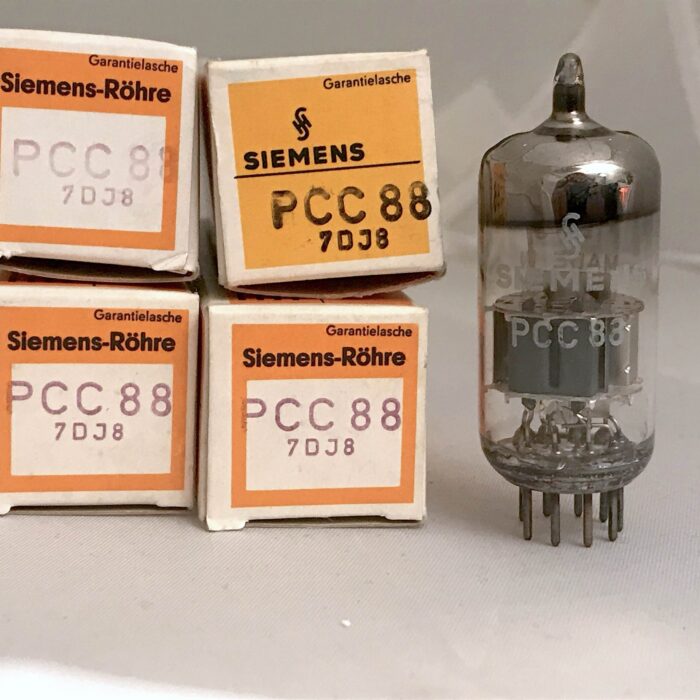 Garantielasche
Siemens-Röhre
PCC 88
7DJ8
Garantielasche
SIEMENS
PCC 88
7DJ8
Garantielasche
Siemens-Röhre
PCC 88
7DJ8
Garantielasche
Siemens-Röhre
PCC 88
7DJ8
SIEMENS
PCC 88